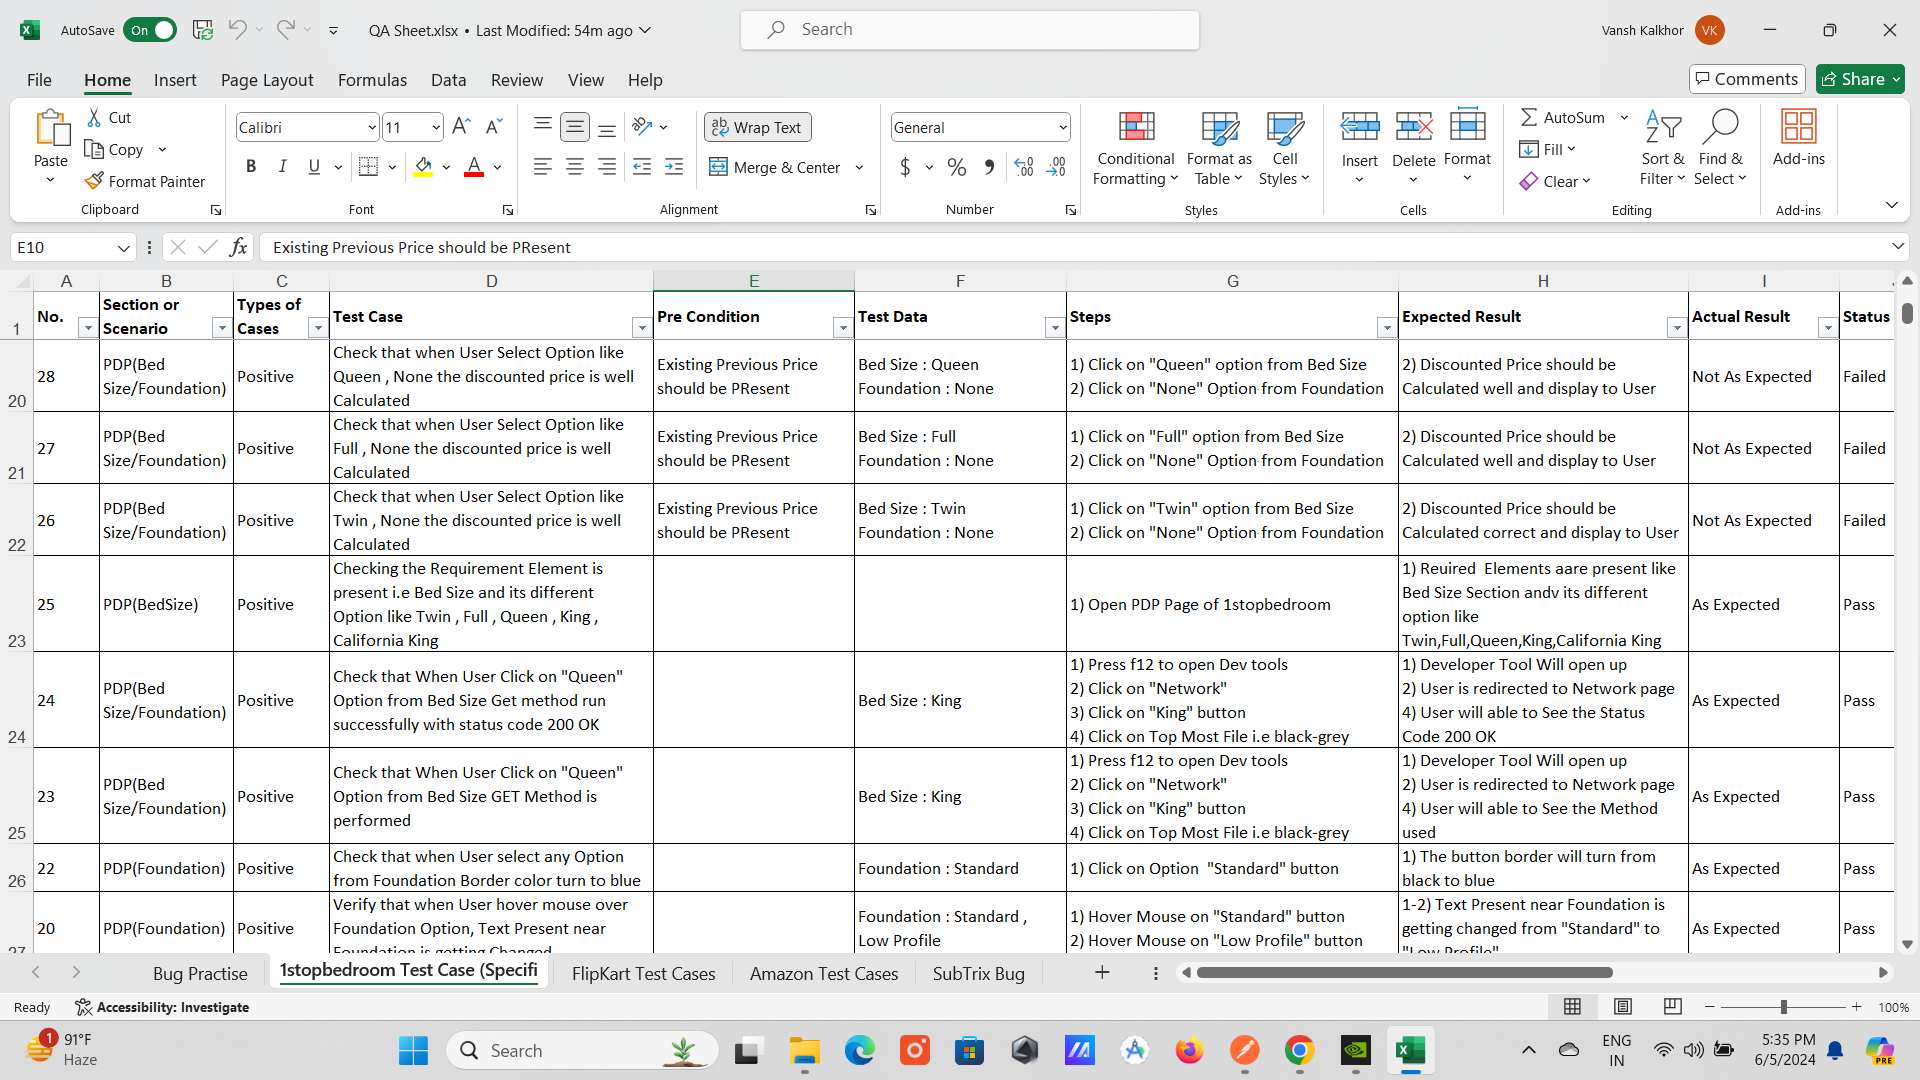 AutoSave On QA Sheet.xlsx • Last Modified: 54m ago Search Vansh Kalkhor VK
File Home Insert Page Layout Formulas Data Review View Help Comments Share
Paste Cut Copy Format Painter Clipboard
Calibri 11 B I U A Font
Wrap Text Merge & Center Alignment
General $ % Number
Conditional Formatting Format as Table Cell Styles Styles
Insert Delete Format Cells
AutoSum Fill Clear Sort & Filter Find & Select Editing
Add-ins Add-ins
E10 fx Existing Previous Price should be PResent
A B C D E F G H I
1 No. Section or Scenario Types of Cases Test Case Pre Condition Test Data Steps Expected Result Actual Result Status
20 28 PDP(Bed Size/Foundation) Positive Check that when User Select Option like Queen , None the discounted price is well Calculated Existing Previous Price should be PResent Bed Size : Queen Foundation : None 1) Click on "Queen" option from Bed Size 2) Click on "None" Option from Foundation 2) Discounted Price should be Calculated well and display to User Not As Expected Failed
21 27 PDP(Bed Size/Foundation) Positive Check that when User Select Option like Full , None the discounted price is well Calculated Existing Previous Price should be PResent Bed Size : Full Foundation : None 1) Click on "Full" option from Bed Size 2) Click on "None" Option from Foundation 2) Discounted Price should be Calculated well and display to User Not As Expected Failed
22 26 PDP(Bed Size/Foundation) Positive Check that when User Select Option like Twin , None the discounted price is well Calculated Existing Previous Price should be PResent Bed Size : Twin Foundation : None 1) Click on "Twin" option from Bed Size 2) Click on "None" Option from Foundation 2) Discounted Price should be Calculated correct and display to User Not As Expected Failed
23 25 PDP(BedSize) Positive Checking the Requirement Element is present i.e Bed Size and its different Option like Twin , Full , Queen , King , California King 1) Open PDP Page of 1stopbedroom 1) Reuired Elements aare present like Bed Size Section andv its different option like Twin,Full,Queen,King,California King As Expected Pass
24 24 PDP(Bed Size/Foundation) Positive Check that When User Click on "Queen" Option from Bed Size Get method run successfully with status code 200 OK Bed Size : King 1) Press f12 to open Dev tools 2) Click on "Network" 3) Click on "King" button 4) Click on Top Most File i.e black-grey 1) Developer Tool Will open up 2) User is redirected to Network page 4) User will able to See the Status Code 200 OK As Expected Pass
25 23 PDP(Bed Size/Foundation) Positive Check that When User Click on "Queen" Option from Bed Size GET Method is performed Bed Size : King 1) Press f12 to open Dev tools 2) Click on "Network" 3) Click on "King" button 4) Click on Top Most File i.e black-grey 1) Developer Tool Will open up 2) User is redirected to Network page 4) User will able to See the Method used As Expected Pass
26 22 PDP(Foundation) Positive Check that when User select any Option from Foundation Border color turn to blue Foundation : Standard 1) Click on Option "Standard" button 1) The button border will turn from black to blue As Expected Pass
27 20 PDP(Foundation) Positive Verify that when User hover mouse over Foundation Option, Text Present near Foundation is getting Changed Foundation : Standard , Low Profile 1) Hover Mouse on "Standard" button 2) Hover Mouse on "Low Profile" button 1-2) Text Present near Foundation is getting changed from "Standard" to "Low Profile" As Expected Pass
Bug Practise 1stopbedroom Test Case (Specifi FlipKart Test Cases Amazon Test Cases SubTrix Bug
Ready Accessibility: Investigate 100%
1 91°F Haze Search ENG IN 5:35 PM 6/5/2024 PRE